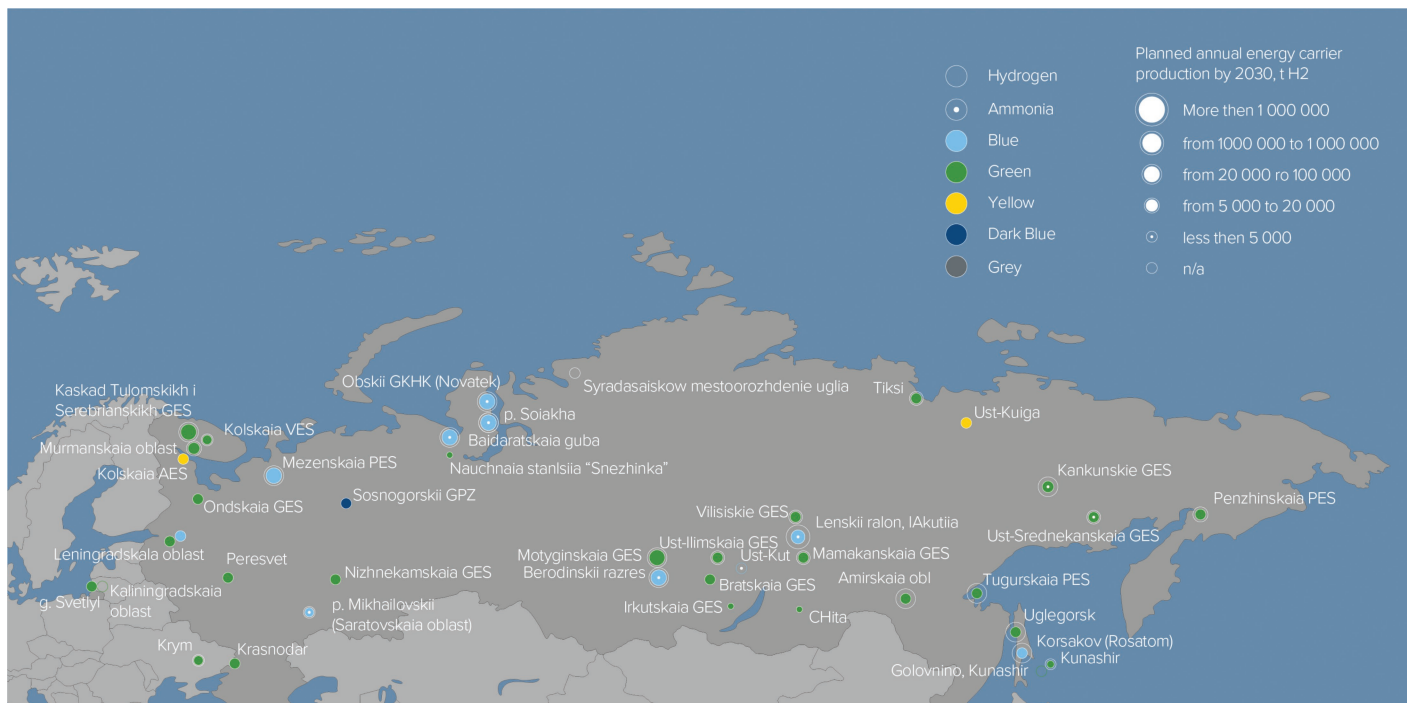 Planned annual energy carrier
production by 2030, t H2
Hydrogen
Ammonia
Blue
Green
Yellow
Dark Blue
Grey
More then 1 000 000
from 1000 000 to 1 000 000
from 20 000 ro 100 000
from 5 000 to 20 000
less then 5 000
n/a
Kaskad Tulomskikh i
Serebrianskikh GES
Kolskaia VES
Murmanskaia oblast
Kolskaia AES
Obskii GKHK (Novatek)
p. Soiakha
Baidaratskaia guba
Nauchnaia stanlsiia “Snezhinka”
Syradasaiskow mestoorozhdenie uglia
Tiksi
Ust-Kuiga
Mezenskaia PES
Sosnogorskii GPZ
Ondskaia GES
Kankunskie GES
Penzhinskaia PES
Ust-Srednekanskaia GES
Vilisiskie GES
Lenskii ralon, IAkutiia
Leningradskala oblast
Peresvet
Nizhnekamskaia GES
Motyginskaia GES
Berodinskii razres
Ust-Ilimskaia GES
Ust-Kut
Mamakanskaia GES
Bratskaia GES
Amirskaia obl
Tugurskaia PES
g. Svetlyi
Kaliningradskaia
oblast
p. Mikhailovskii
(Saratovskaia oblast)
Irkutskaia GES
CHita
Uglegorsk
Korsakov (Rosatom)
Kunashir
Golovnino, Kunashir
Krym
Krasnodar